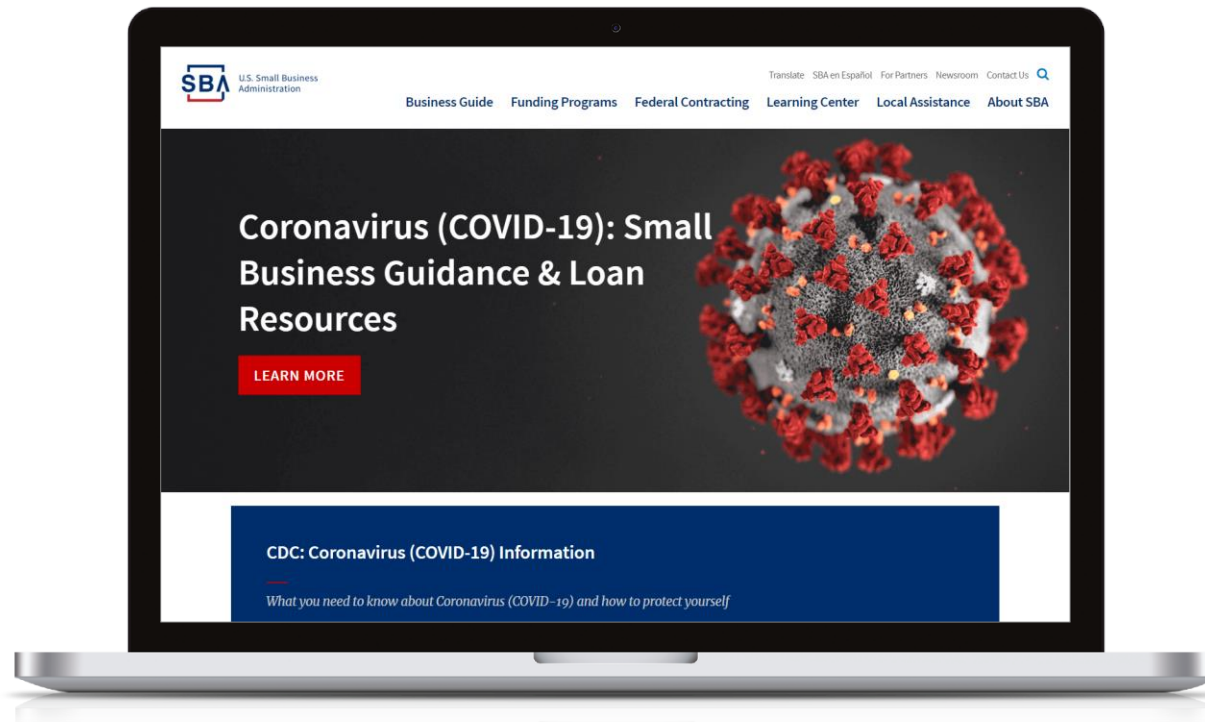 SBA
U.S. Small Business
Administration
Translate SBA en Español For Partners Newsroom Contact Us
Business Guide Funding Programs Federal Contracting Learning Center Local Assistance About SBA
Coronavirus (COVID-19): Small
Business Guidance & Loan
Resources
LEARN MORE
CDC: Coronavirus (COVID-19) Information
What you need to know about Coronavirus (COVID-19) and how to protect yourself